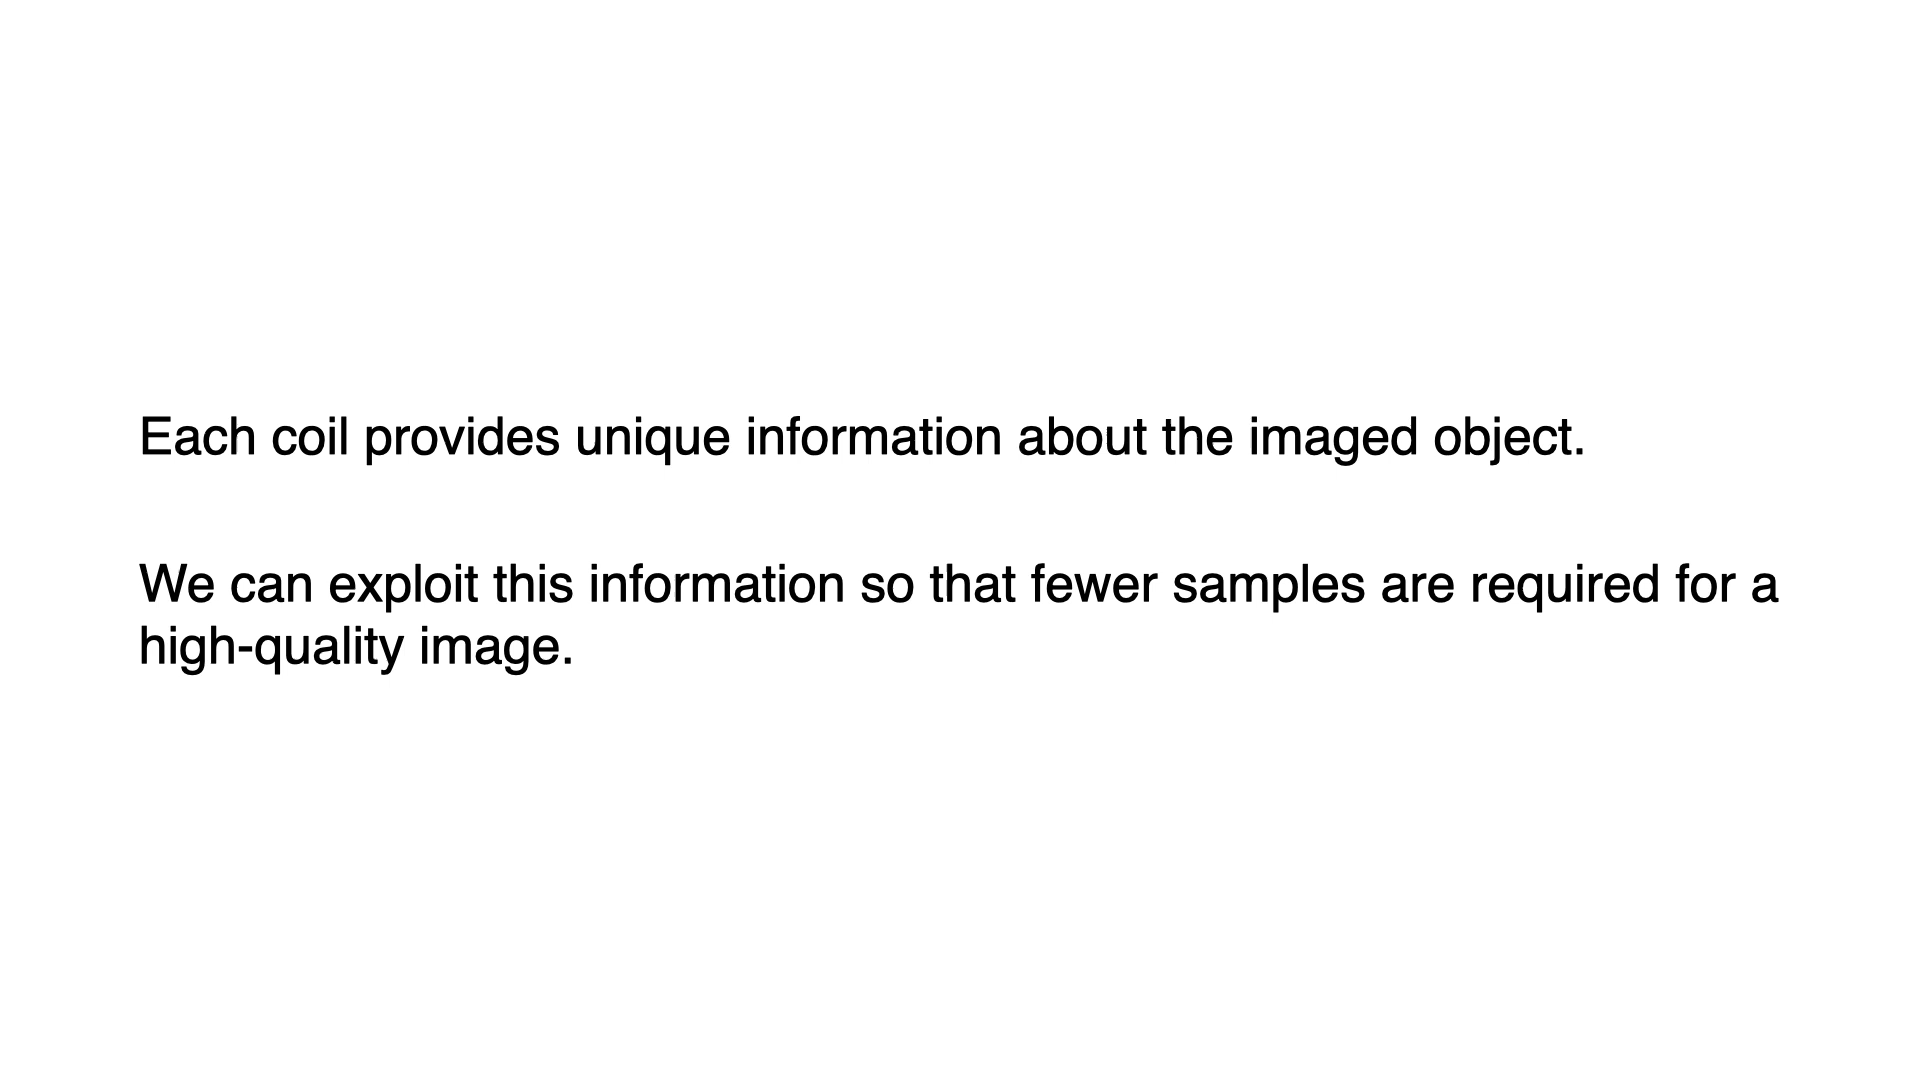 Each coil provides unique information about the imaged object.
We can exploit this information so that fewer samples are required for a
high-quality image.